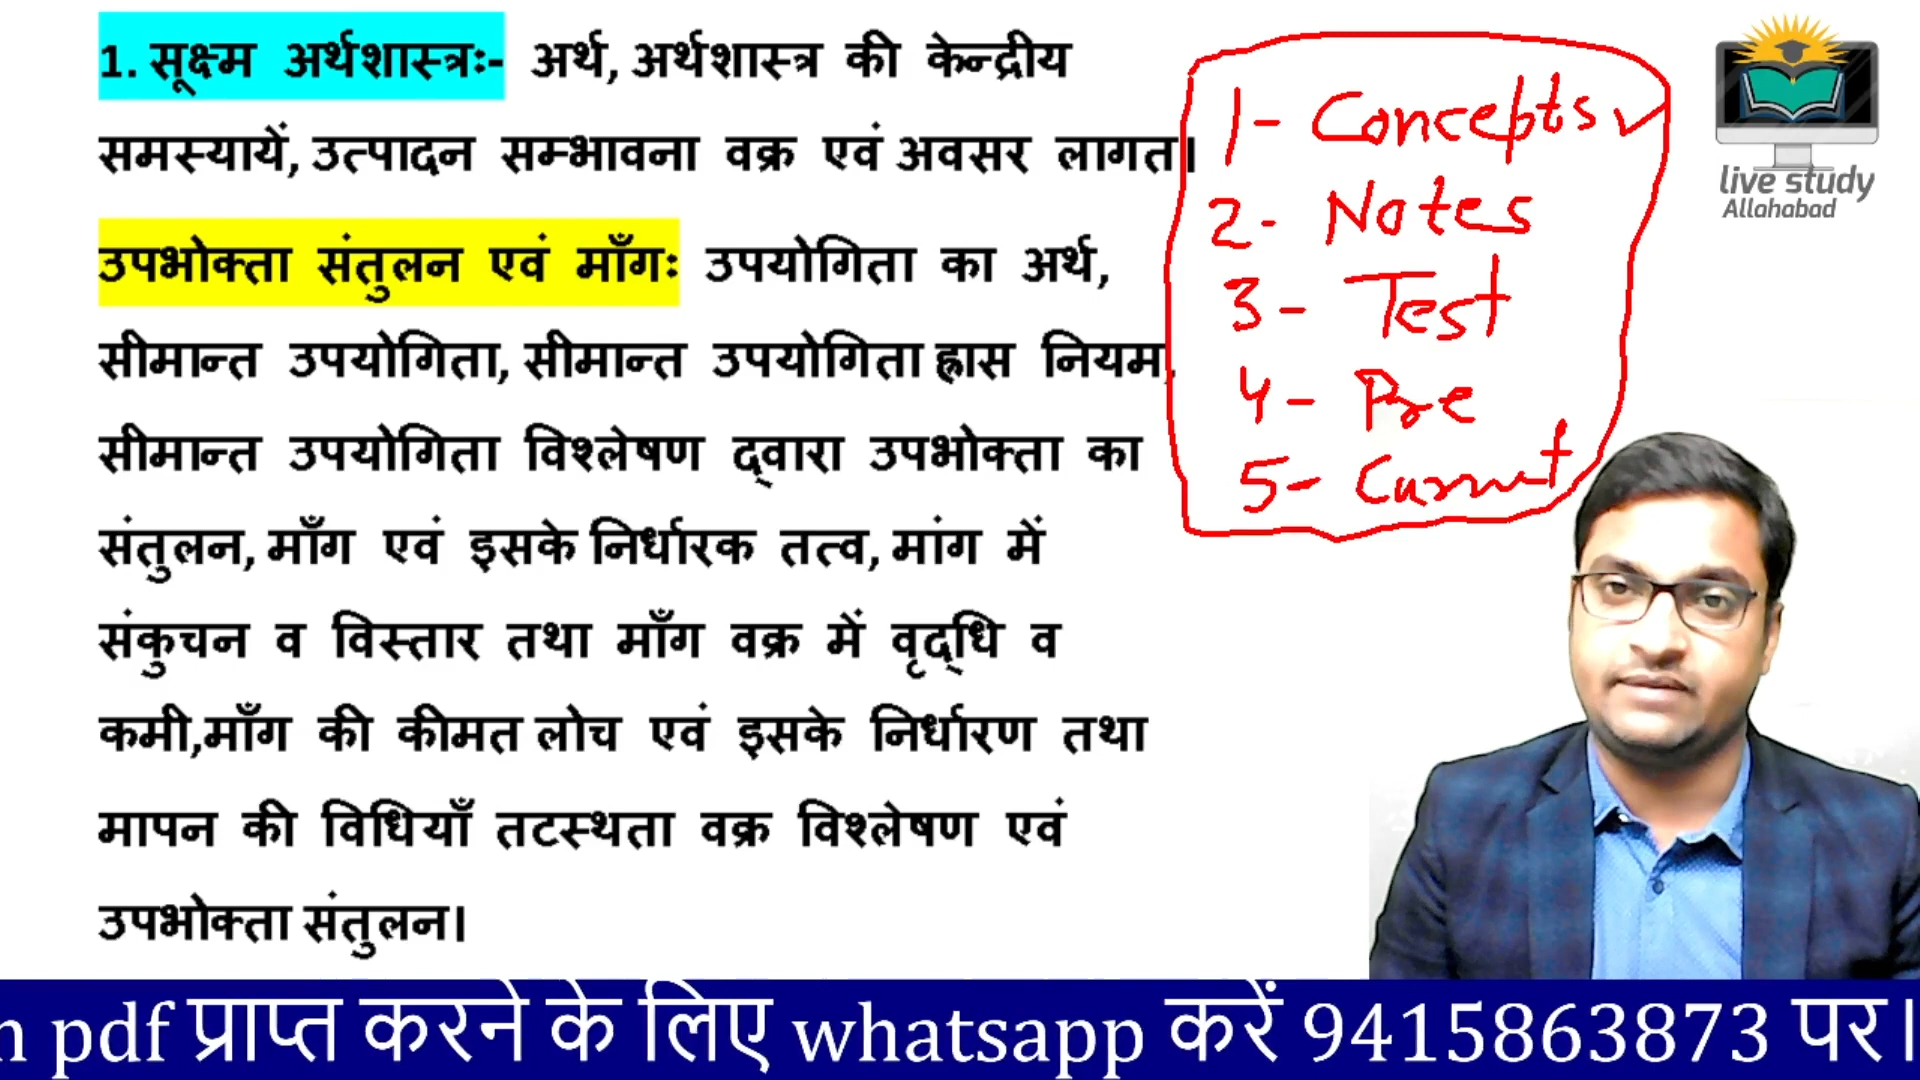 1. सूक्ष्म अर्थशास्त्रः- अर्थ, अर्थशास्त्र की केन्द्रीय
समस्यायें, उत्पादन सम्भावना वक्र एवं अवसर लागत।
उपभोक्ता संतुलन एवं माँगः उपयोगिता का अर्थ,
सीमान्त उपयोगिता, सीमान्त उपयोगिता ह्रास नियम,
सीमान्त उपयोगिता विश्लेषण द्वारा उपभोक्ता का
संतुलन, माँग एवं इसके निर्धारक तत्व, मांग में
संकुचन व विस्तार तथा माँग वक्र में वृद्धि व
कमी,माँग की कीमत लोच एवं इसके निर्धारण तथा
मापन की विधियाँ तटस्थता वक्र विश्लेषण एवं
उपभोक्ता संतुलन।
1- Concepts ✓
2- Notes
3- Test
4- Pre
5- Current
live study
Allahabad
pdf प्राप्त करने के लिए whatsapp करें 9415863873 पर।